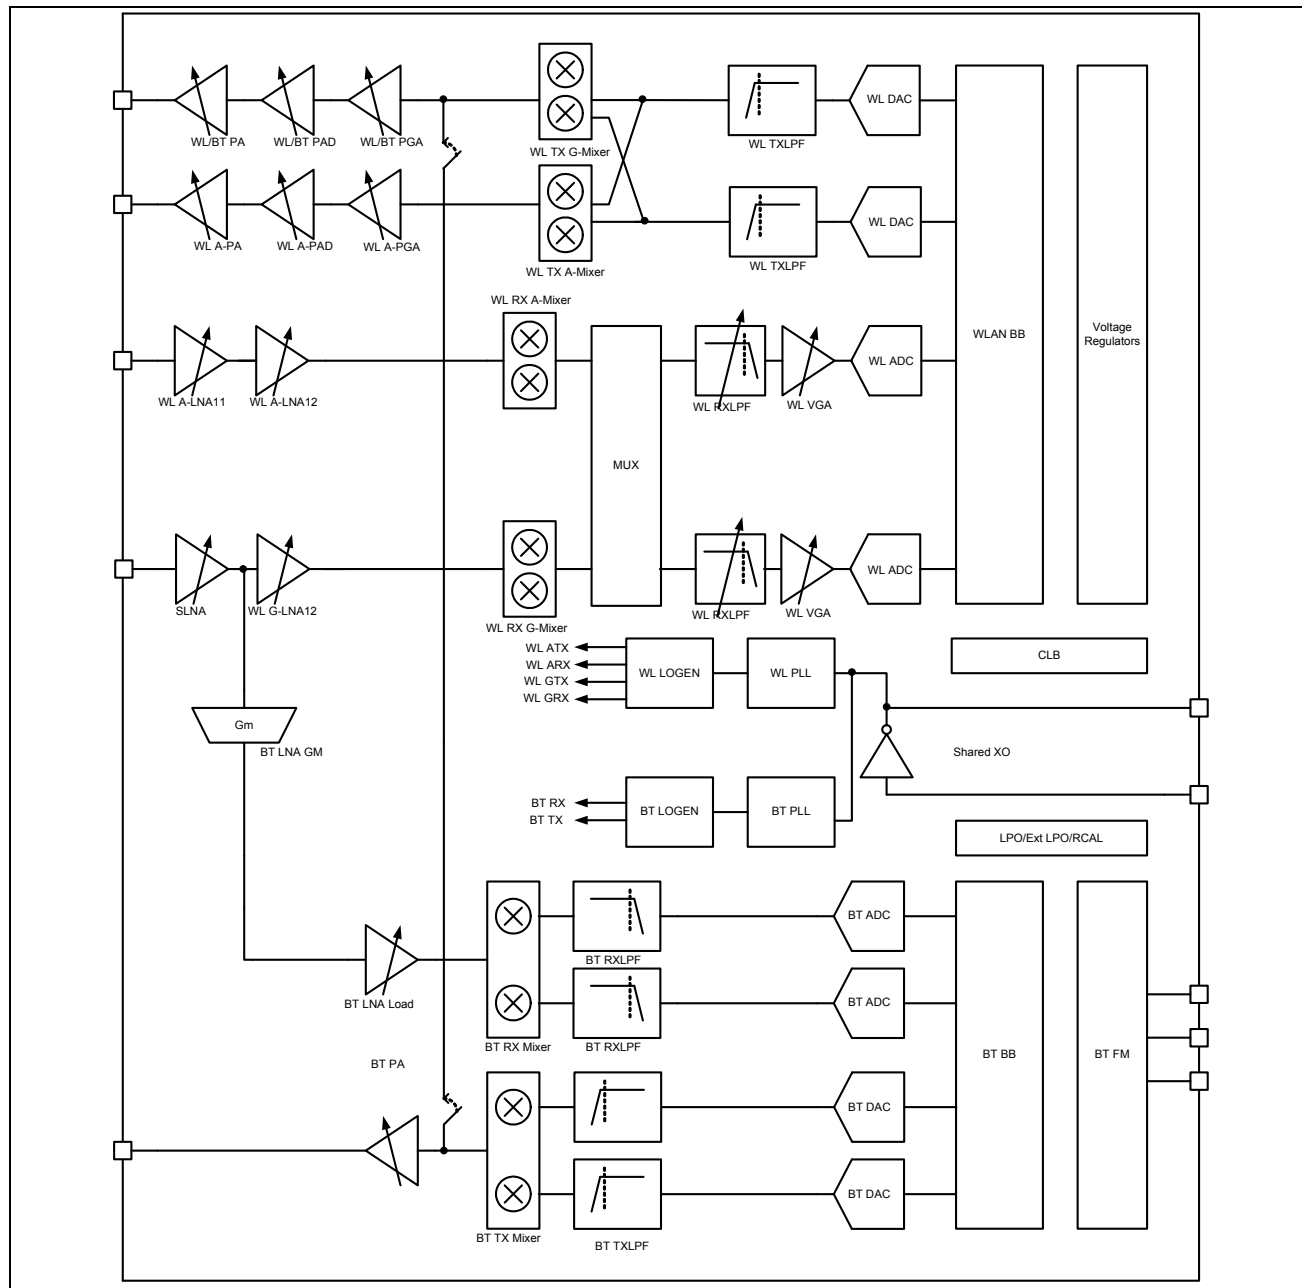 WL/BT PA
WL/BT PAD
WL/BT PGA
WL TX G-Mixer
WL TXLPF
WL DAC
WL A-PA
WL A-PAD
WL A-PGA
WL TX A-Mixer
WL TXLPF
WL DAC
WLAN BB
Voltage
Regulators
WL RX A-Mixer
WL A-LNA11
WL A-LNA12
MUX
WL RXLPF
WL VGA
WL ADC
SLNA
WL G-LNA12
WL RX G-Mixer
WL RXLPF
WL VGA
WL ADC
WL ATX
WL ARX
WL GTX
WL GRX
WL LOGEN
WL PLL
CLB
Gm
BT LNA GM
Shared XO
BT RX
BT TX
BT LOGEN
BT PLL
LPO/Ext LPO/RCAL
BT LNA Load
BT RX Mixer
BT RXLPF
BT ADC
BT RXLPF
BT ADC
BT BB
BT FM
BT PA
BT TX Mixer
BT DAC
BT TXLPF
BT DAC